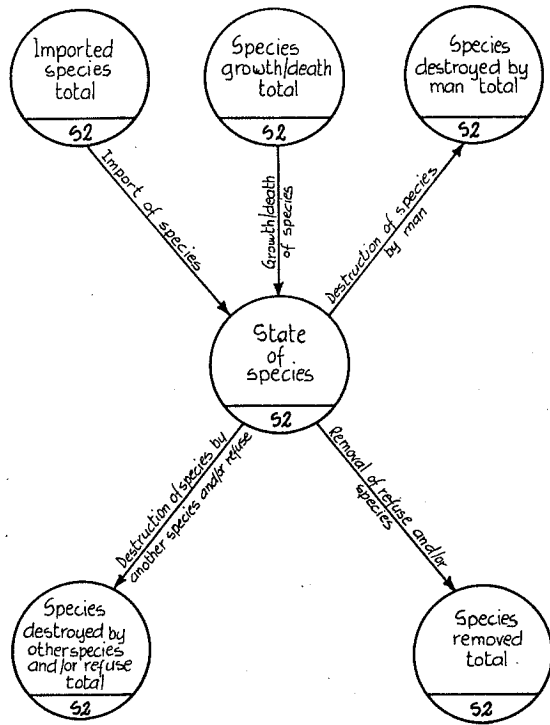 Imported
species
total
S2
Species
growth/death
total
S2
Species
destroyed by
man total
S2
Import of species
Growth/death
of species
Destruction of species
by man
State
of
species
S2
Destruction of species by
another species and/or refuse
Removal of refuse and/or
species
Species
destroyed by
otherspecies
and/or refuse
total
S2
Species
removed
total
S2